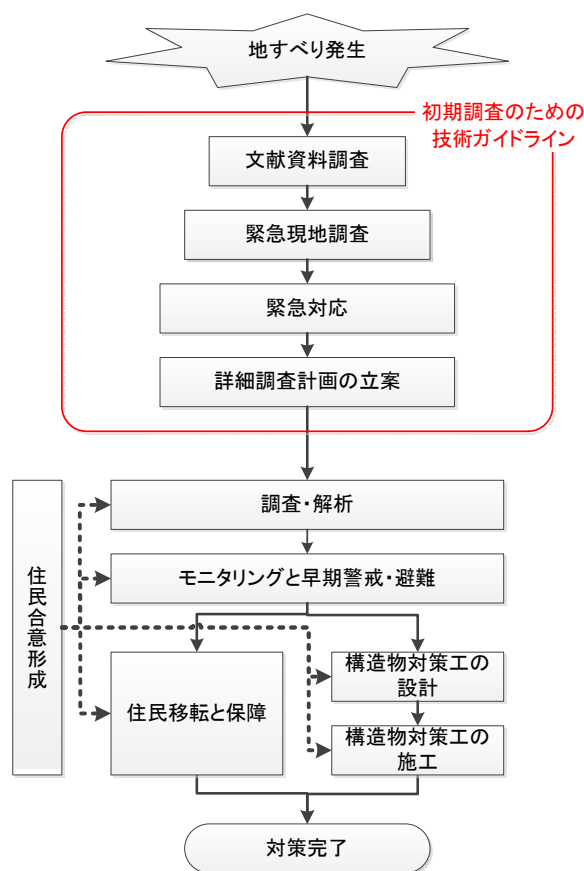 地すべり発生
初期調査のための
技術ガイドライン
文献資料調査
緊急現地調査
緊急対応
詳細調査計画の立案
調査・解析
モニタリングと早期警戒・避難
住民合意形成
住民移転と保障
構造物対策工の
設計
構造物対策工の
施工
対策完了